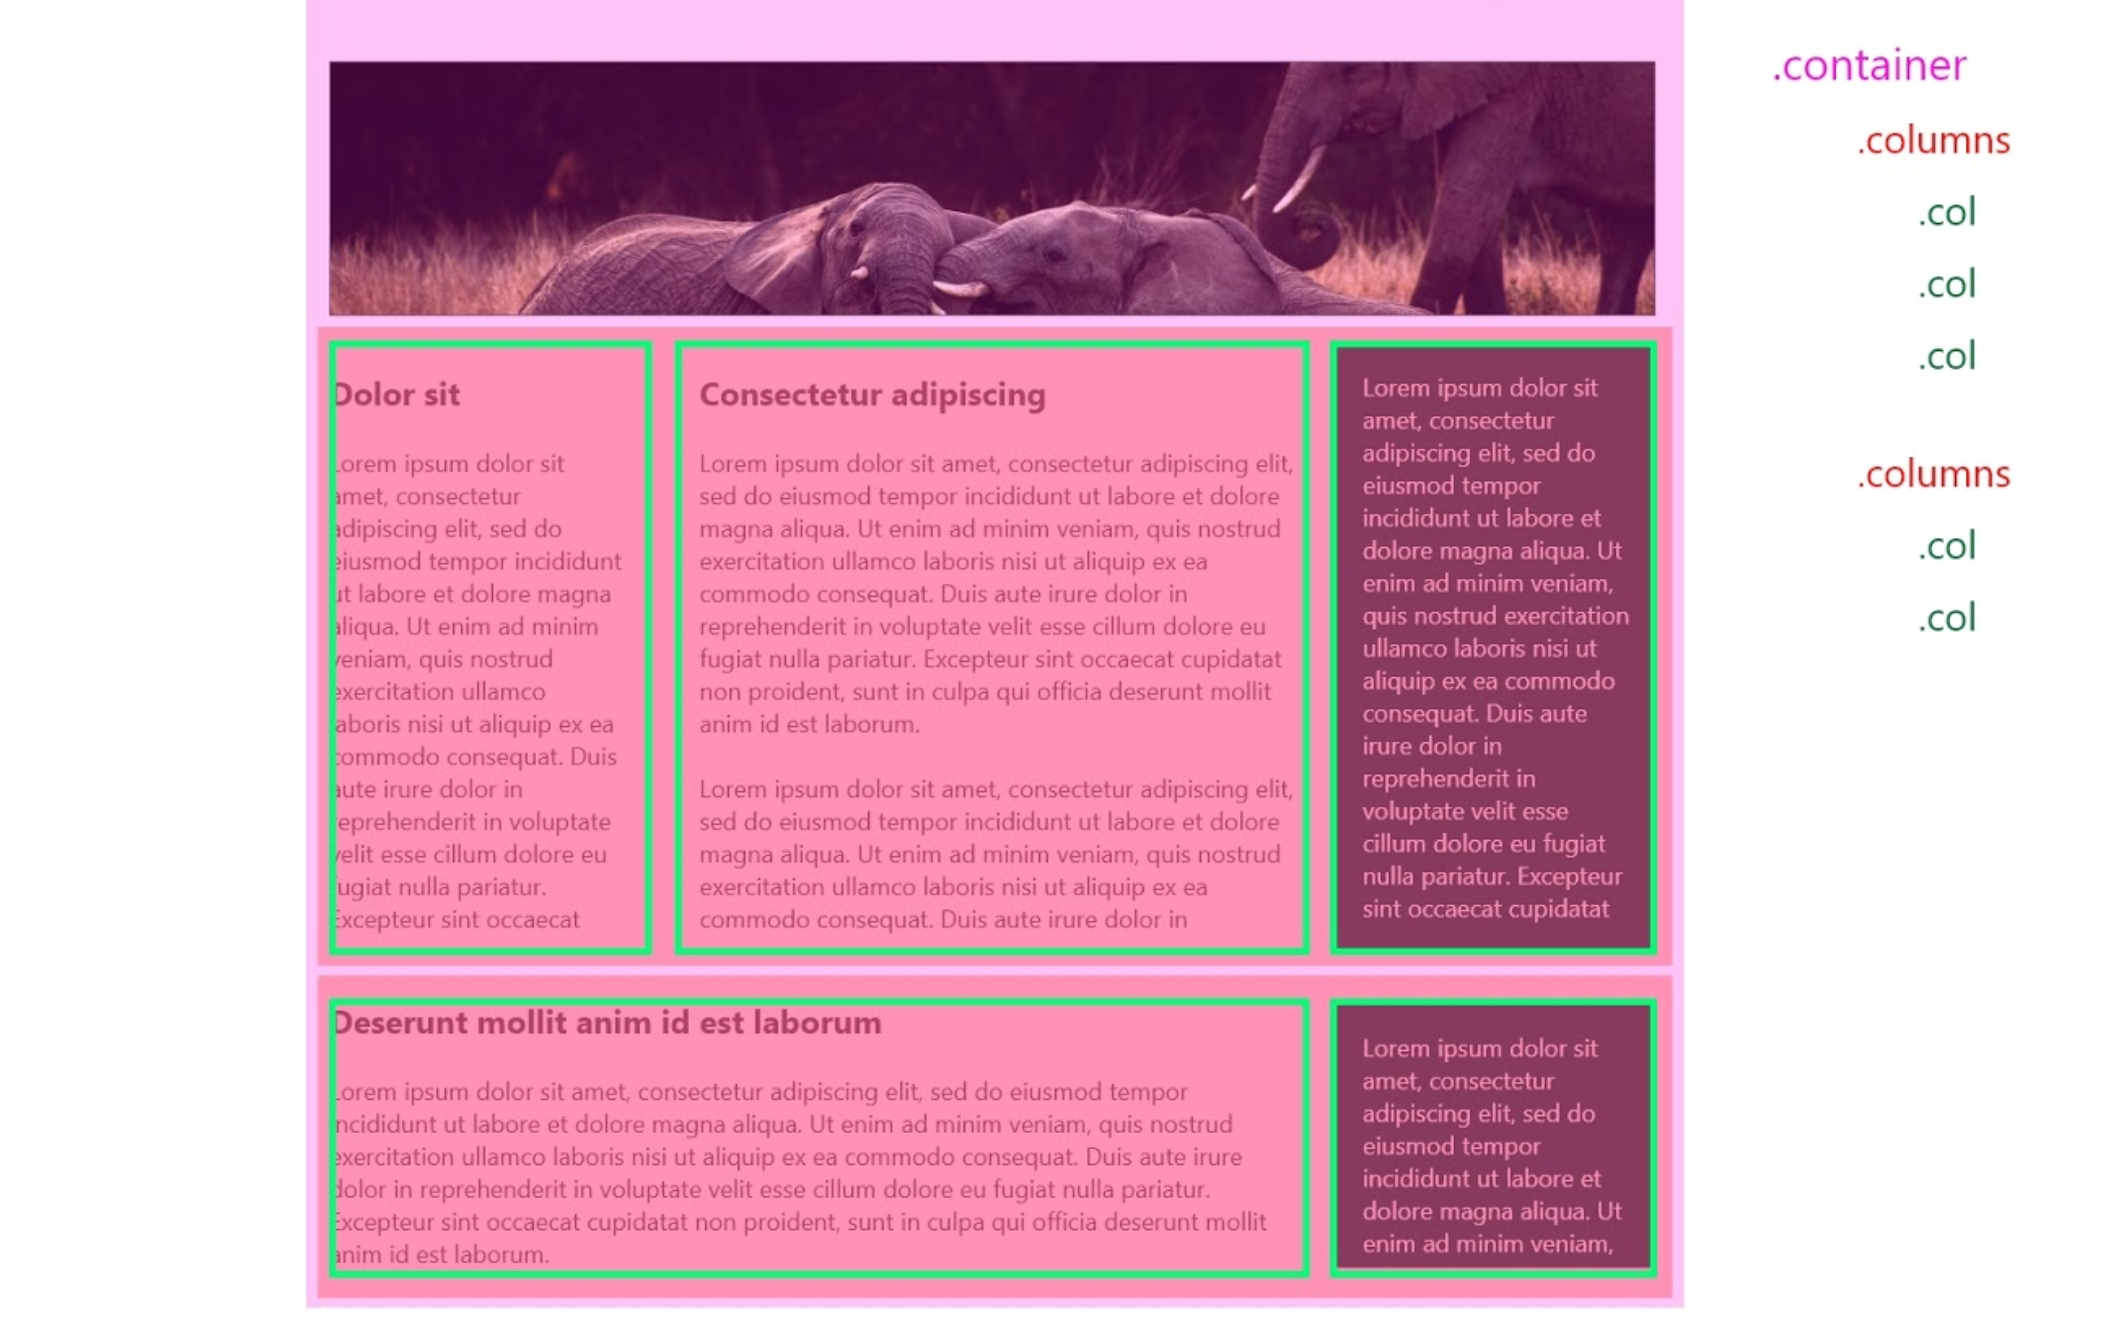 .container
.columns
.col
.col
.col
.columns
.col
.col
Dolor sit
Lorem ipsum dolor sit
amet, consectetur
adipiscing elit, sed do
eiusmod tempor incididunt
ut labore et dolore magna
aliqua. Ut enim ad minim
veniam, quis nostrud
exercitation ullamco
laboris nisi ut aliquip ex ea
commodo consequat. Duis
aute irure dolor in
reprehenderit in voluptate
velit esse cillum dolore eu
fugiat nulla pariatur.
Excepteur sint occaecat
Consectetur adipiscing
Lorem ipsum dolor sit amet, consectetur adipiscing elit,
sed do eiusmod tempor incididunt ut labore et dolore
magna aliqua. Ut enim ad minim veniam, quis nostrud
exercitation ullamco laboris nisi ut aliquip ex ea
commodo consequat. Duis aute irure dolor in
reprehenderit in voluptate velit esse cillum dolore eu
fugiat nulla pariatur. Excepteur sint occaecat cupidatat
non proident, sunt in culpa qui officia deserunt mollit
anim id est laborum.
Lorem ipsum dolor sit amet, consectetur adipiscing elit,
sed do eiusmod tempor incididunt ut labore et dolore
magna aliqua. Ut enim ad minim veniam, quis nostrud
exercitation ullamco laboris nisi ut aliquip ex ea
commodo consequat. Duis aute irure dolor in
Lorem ipsum dolor sit
amet, consectetur
adipiscing elit, sed do
eiusmod tempor
incididunt ut labore et
dolore magna aliqua. Ut
enim ad minim veniam,
quis nostrud exercitation
ullamco laboris nisi ut
aliquip ex ea commodo
consequat. Duis aute
irure dolor in
reprehenderit in
voluptate velit esse
cillum dolore eu fugiat
nulla pariatur. Excepteur
sint occaecat cupidatat
Deserunt mollit anim id est laborum
Lorem ipsum dolor sit amet, consectetur adipiscing elit, sed do eiusmod tempor
incididunt ut labore et dolore magna aliqua. Ut enim ad minim veniam, quis nostrud
exercitation ullamco laboris nisi ut aliquip ex ea commodo consequat. Duis aute irure
dolor in reprehenderit in voluptate velit esse cillum dolore eu fugiat nulla pariatur.
Excepteur sint occaecat cupidatat non proident, sunt in culpa qui officia deserunt mollit
anim id est laborum.
Lorem ipsum dolor sit
amet, consectetur
adipiscing elit, sed do
eiusmod tempor
incididunt ut labore et
dolore magna aliqua. Ut
enim ad minim veniam,